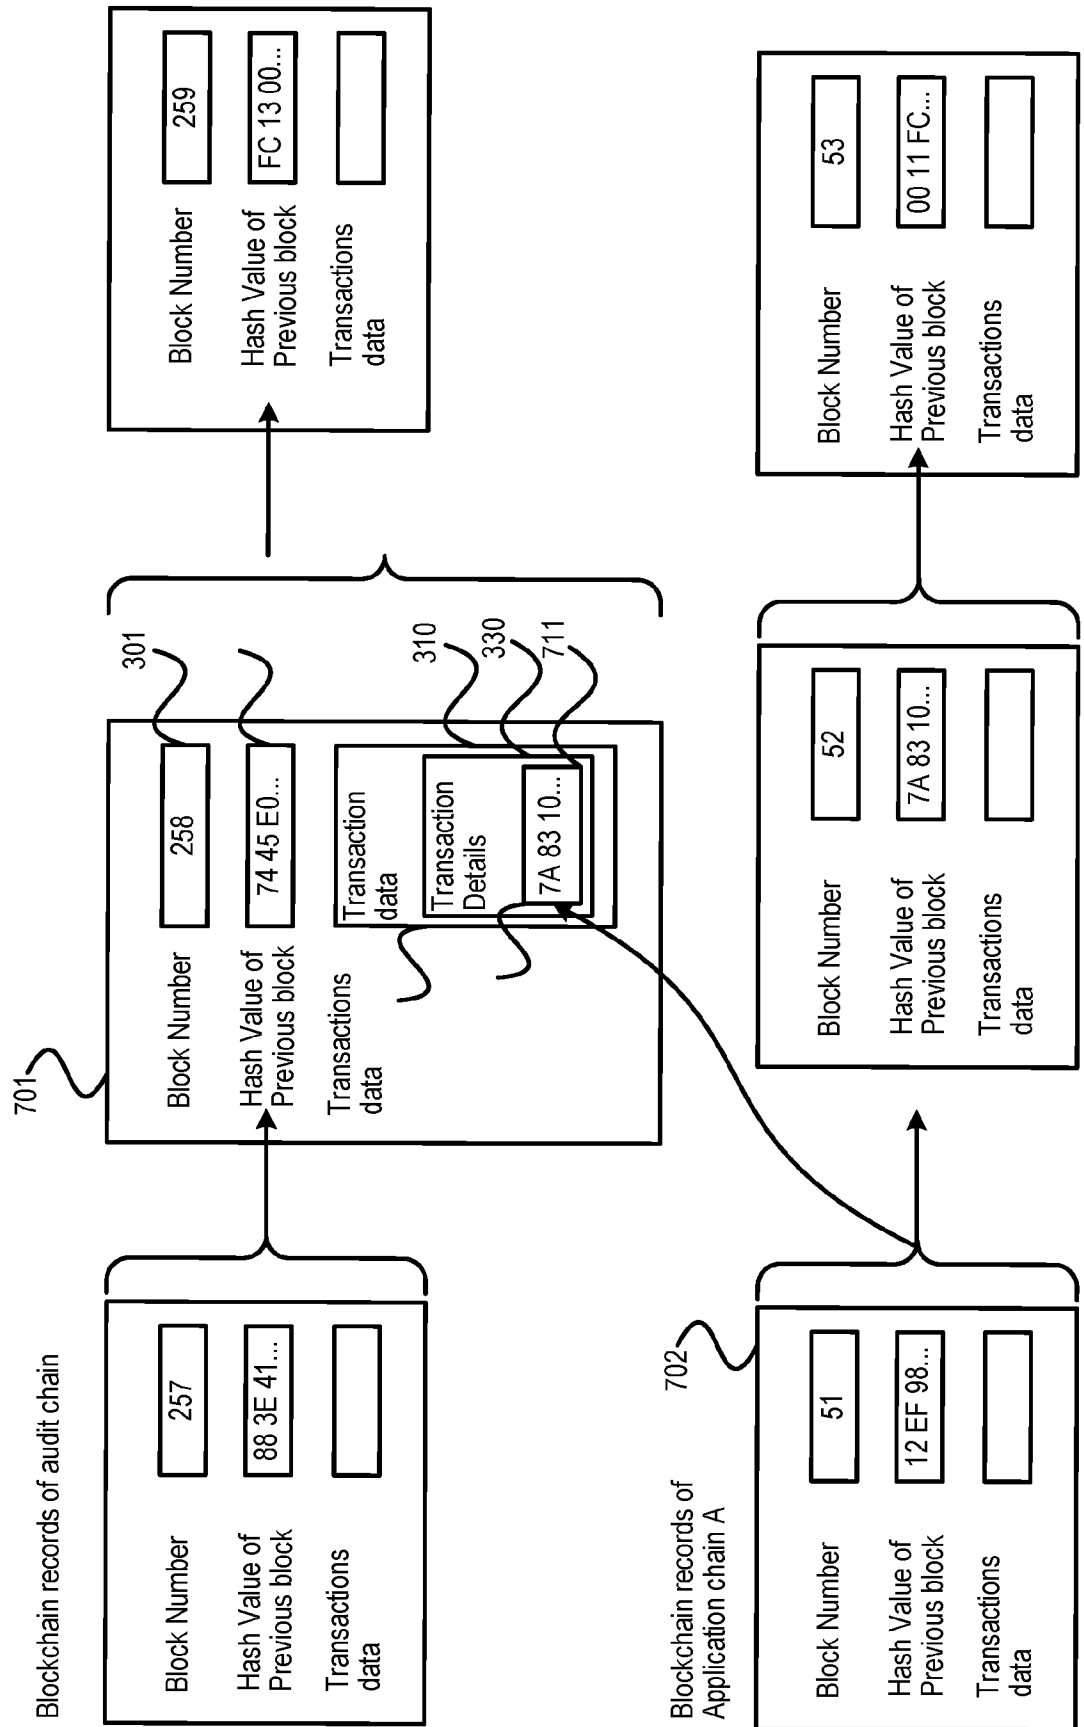 Blockchain records of audit chain
Block Number
257
Hash Value of
Previous block
88 3E 41...
Transactions
data
701
Block Number
258
301
Hash Value of
Previous block
74 45 E0...
Transactions
data
Transaction
data
310
Transaction
Details
330
7A 83 10...
711
Block Number
259
Hash Value of
Previous block
FC 13 00...
Transactions
data
Blockchain records of
Application chain A
702
Block Number
51
Hash Value of
Previous block
12 EF 98...
Transactions
data
Block Number
52
Hash Value of
Previous block
7A 83 10...
Transactions
data
Block Number
53
Hash Value of
Previous block
00 11 FC...
Transactions
data